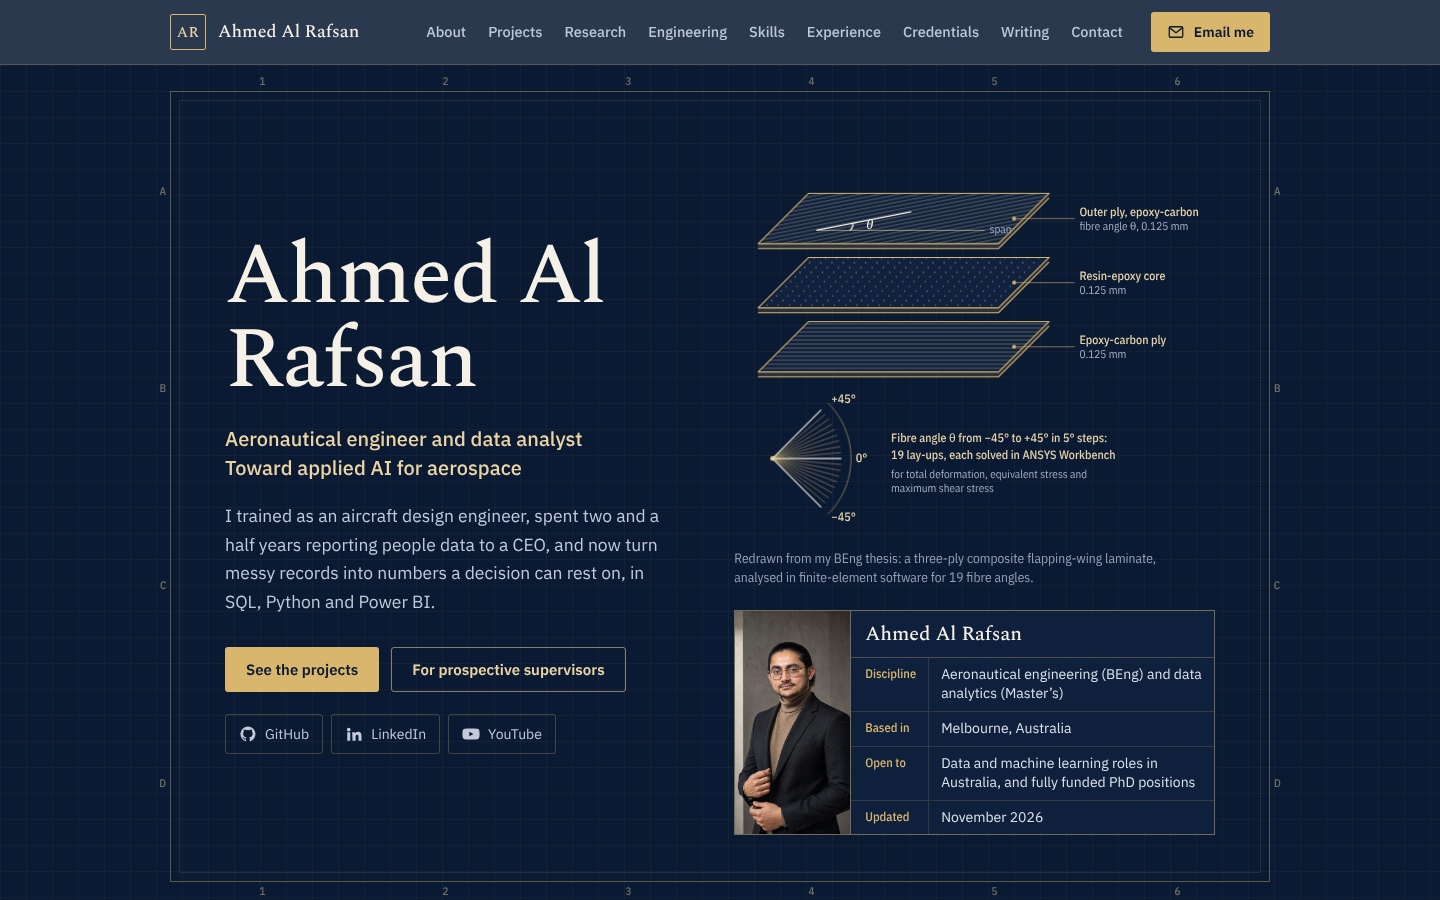 AR Ahmed Al Rafsan About Projects Research Engineering Skills Experience Credentials Writing Contact Email me
1 2 3 4 5 6
A A
B B
C C
D D
Ahmed Al
Rafsan
Aeronautical engineer and data analyst
Toward applied AI for aerospace
I trained as an aircraft design engineer, spent two and a
half years reporting people data to a CEO, and now turn
messy records into numbers a decision can rest on, in
SQL, Python and Power BI.
See the projects For prospective supervisors
GitHub LinkedIn YouTube
θ span
Outer ply, epoxy-carbon
fibre angle θ, 0.125 mm
Resin-epoxy core
0.125 mm
Epoxy-carbon ply
0.125 mm
+45°
0°
−45°
Fibre angle θ from −45° to +45° in 5° steps:
19 lay-ups, each solved in ANSYS Workbench
for total deformation, equivalent stress and
maximum shear stress
Redrawn from my BEng thesis: a three-ply composite flapping-wing laminate,
analysed in finite-element software for 19 fibre angles.
Ahmed Al Rafsan
Discipline Aeronautical engineering (BEng) and data
analytics (Master’s)
Based in Melbourne, Australia
Open to Data and machine learning roles in
Australia, and fully funded PhD positions
Updated November 2026
1 2 3 4 5 6